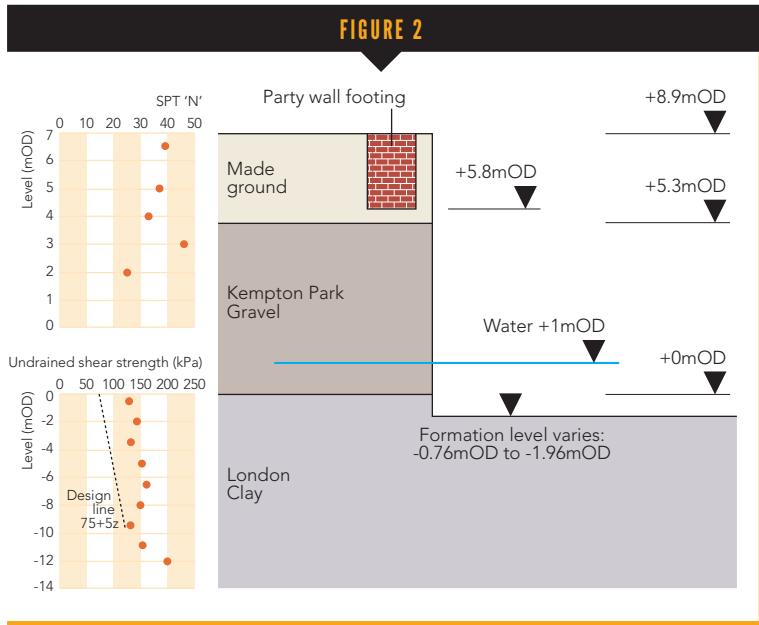 FIGURE 2
SPT 'N'
0 10 20 30 40 50
Level (mOD)
7
6
5
4
3
2
1
0
Undrained shear strength (kPa)
0 50 100 150 200 250
Level (mOD)
0
-2
-4
-6
-8
-10
-12
-14
Design
line
75+5z
Party wall footing
Made
ground
Kempton Park
Gravel
London
Clay
+8.9mOD
+5.8mOD
+5.3mOD
Water +1mOD
+0mOD
Formation level varies:
-0.76mOD to -1.96mOD